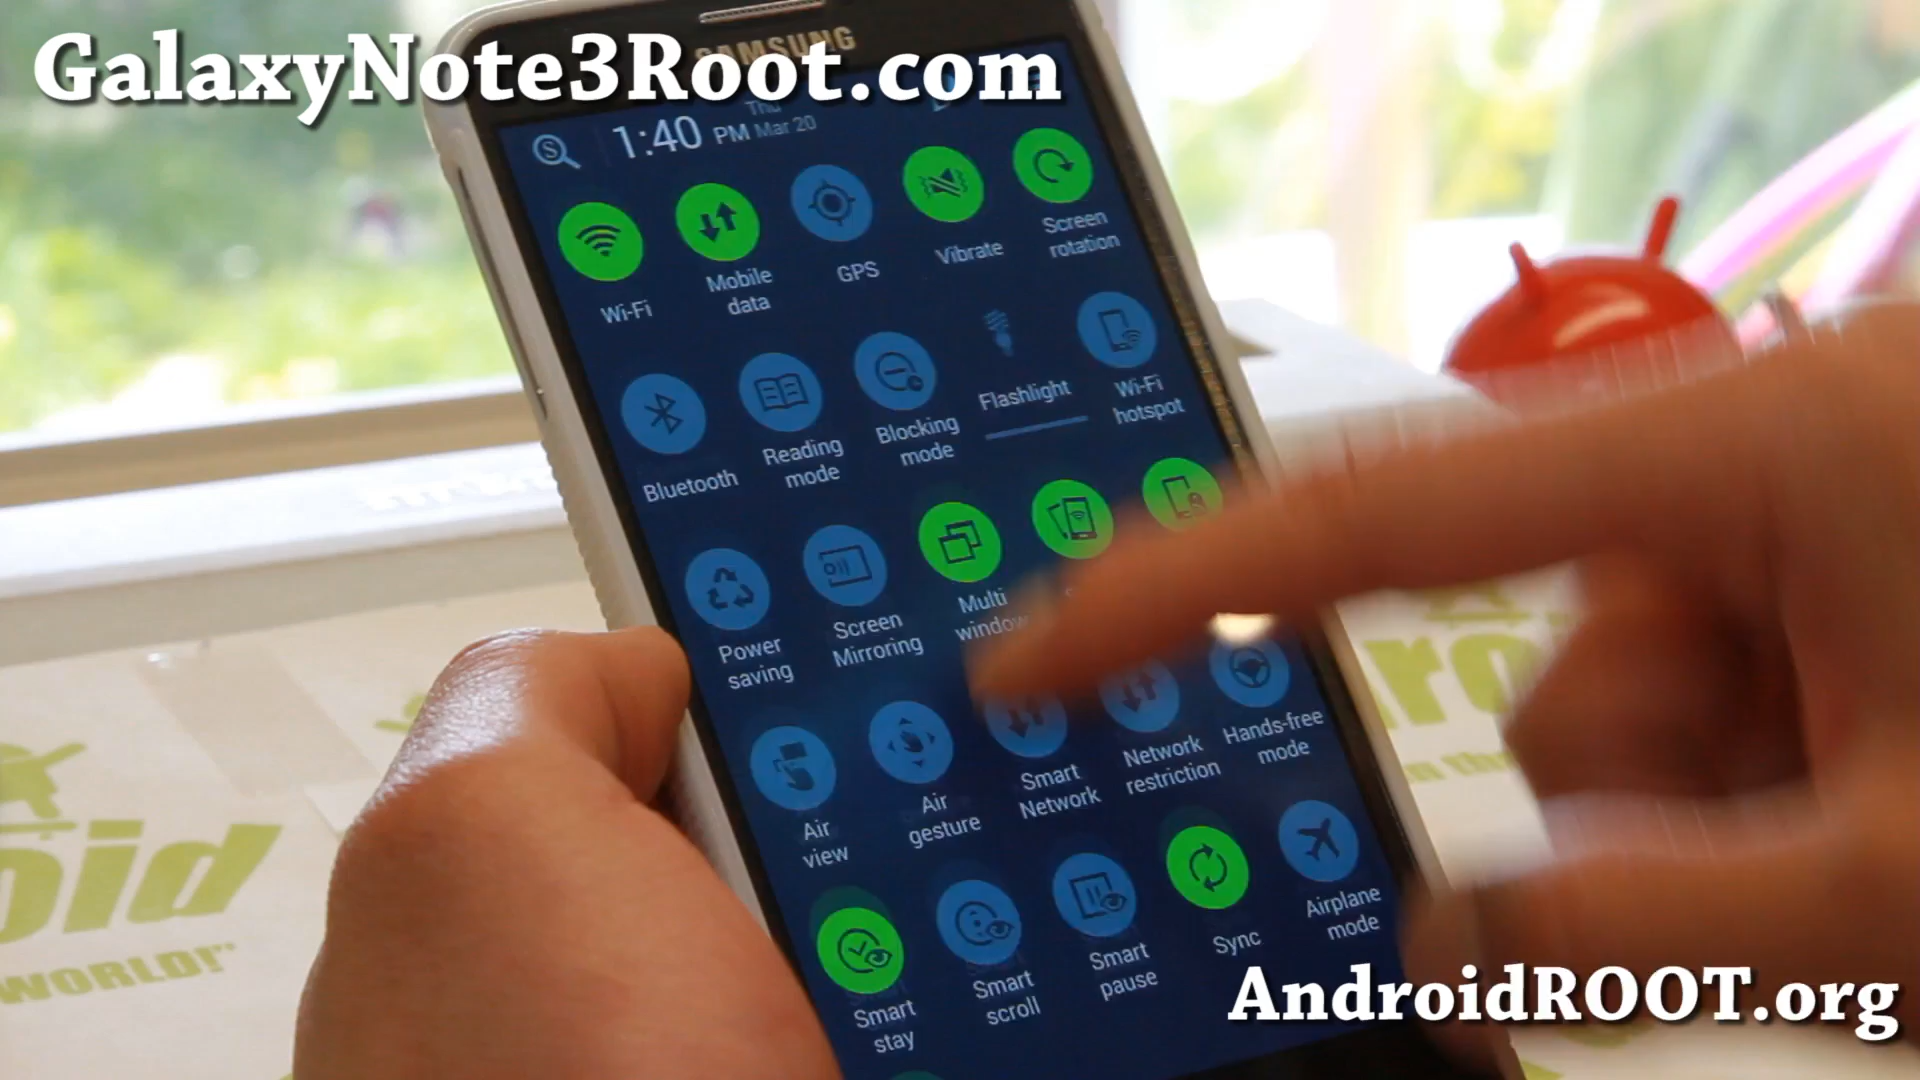 GalaxyNote3Root.com
SAMSUNG
1:40 PM
Thu
Mar 20
Wi-Fi
Mobile
data
GPS
Vibrate
Screen
rotation
Bluetooth
Reading
mode
Blocking
mode
Flashlight
Wi-Fi
hotspot
Power
saving
Screen
Mirroring
Multi
window
Air
view
Air
gesture
Smart
Network
Network
restriction
Hands-free
mode
Smart
stay
Smart
scroll
Smart
pause
Sync
Airplane
mode
WORLD!
AndroidROOT.org